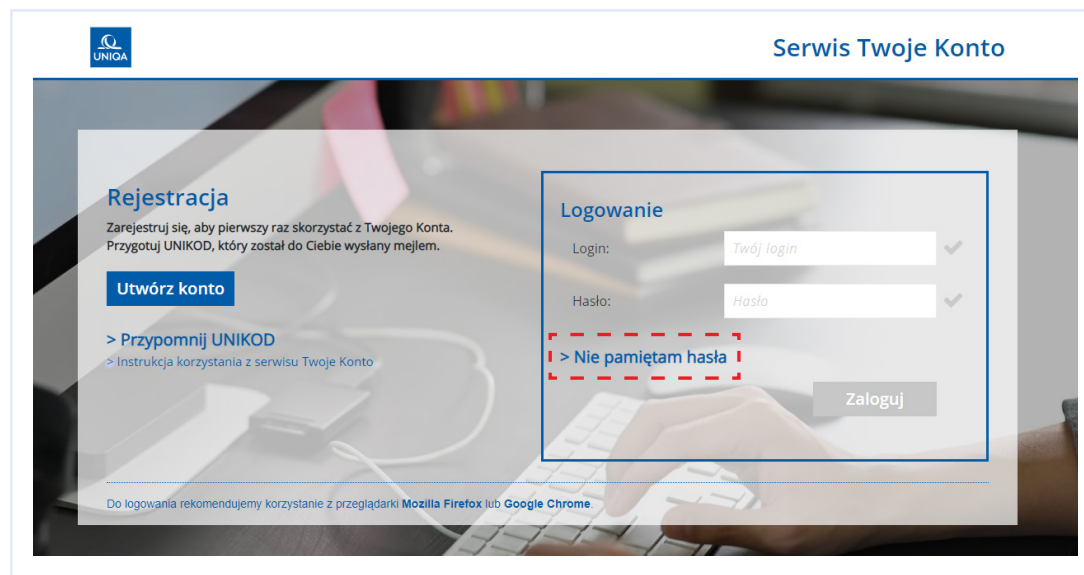 UNIQA
Serwis Twoje Konto
Rejestracja
Zarejestruj się, aby pierwszy raz skorzystać z Twojego Konta.
Przygotuj UNIKOD, który został do Ciebie wysłany mejlem.
Utwórz konto
> Przypomnij UNIKOD
> Instrukcja korzystania z serwisu Twoje Konto
Logowanie
Login:
Twój login
Hasło:
Hasło
> Nie pamiętam hasła
Zaloguj
Do logowania rekomendujemy korzystanie z przeglądarki Mozilla Firefox lub Google Chrome.